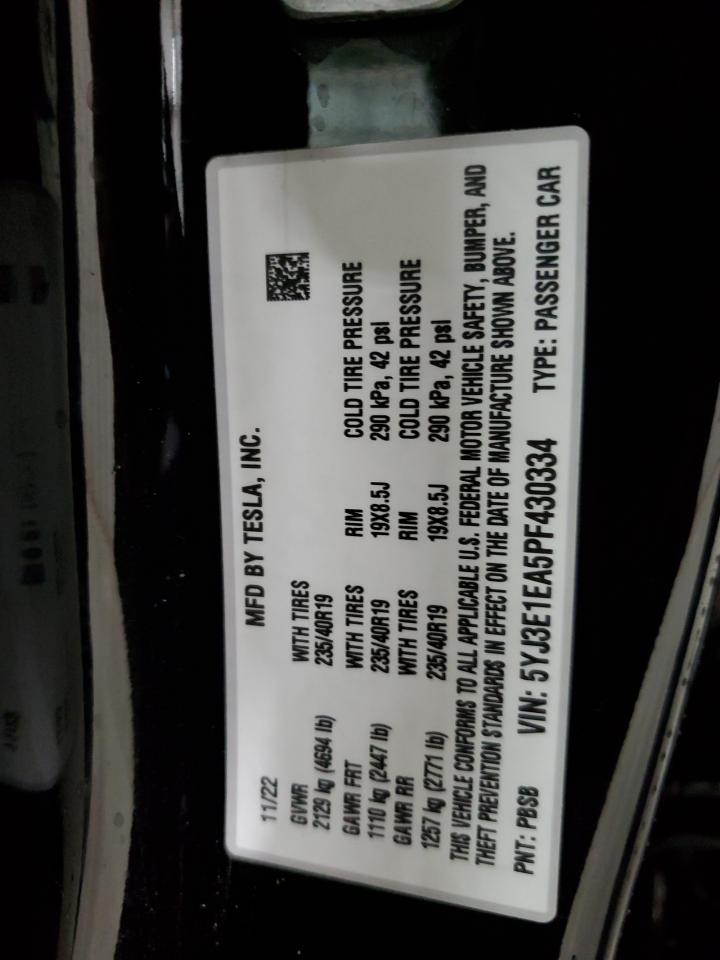 MFD BY TESLA, INC.
11/22
GVWR WITH TIRES
2129 kg (4694 lb) 235/40R19
GAWR FRT WITH TIRES RIM COLD TIRE PRESSURE
1110 kg (2447 lb) 235/40R19 19X8.5J 290 kPa, 42 psi
GAWR RR WITH TIRES RIM COLD TIRE PRESSURE
1257 kg (2771 lb) 235/40R19 19X8.5J 290 kPa, 42 psi
THIS VEHICLE CONFORMS TO ALL APPLICABLE U.S. FEDERAL MOTOR VEHICLE SAFETY, BUMPER, AND
THEFT PREVENTION STANDARDS IN EFFECT ON THE DATE OF MANUFACTURE SHOWN ABOVE.
PNT: PBSB VIN: 5YJ3E1EA5PF430334 TYPE: PASSENGER CAR